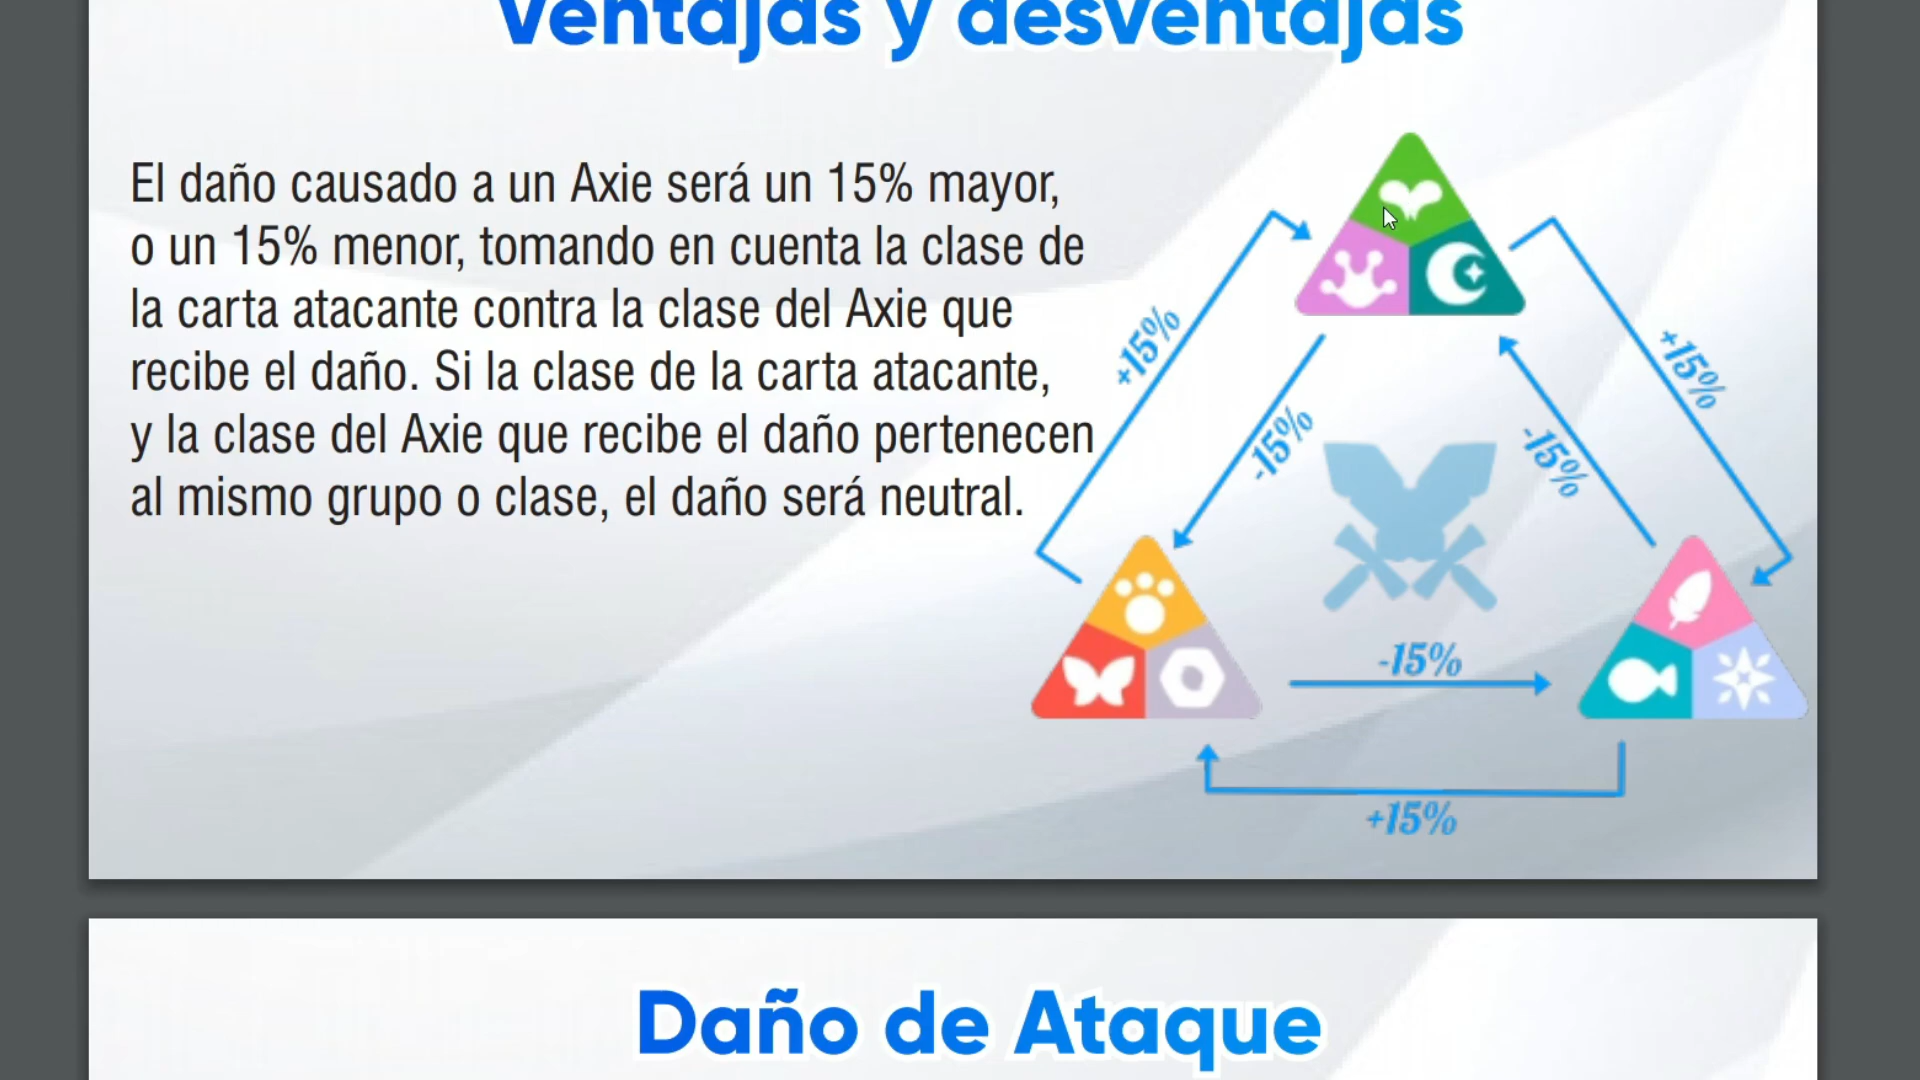 Ventajas y desventajas
El daño causado a un Axie será un 15% mayor,
o un 15% menor, tomando en cuenta la clase de
la carta atacante contra la clase del Axie que
recibe el daño. Si la clase de la carta atacante,
y la clase del Axie que recibe el daño pertenecen
al mismo grupo o clase, el daño será neutral.
+15%
-15%
-15%
+15%
-15%
+15%
Daño de Ataque